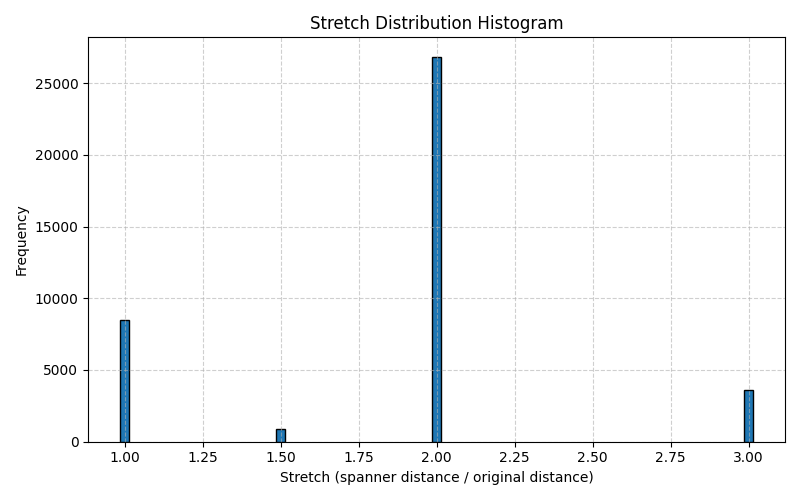 Stretch Distribution Histogram
Frequency
25000
20000
15000
10000
5000
0
1.00 1.25 1.50 1.75 2.00 2.25 2.50 2.75 3.00
Stretch (spanner distance / original distance)